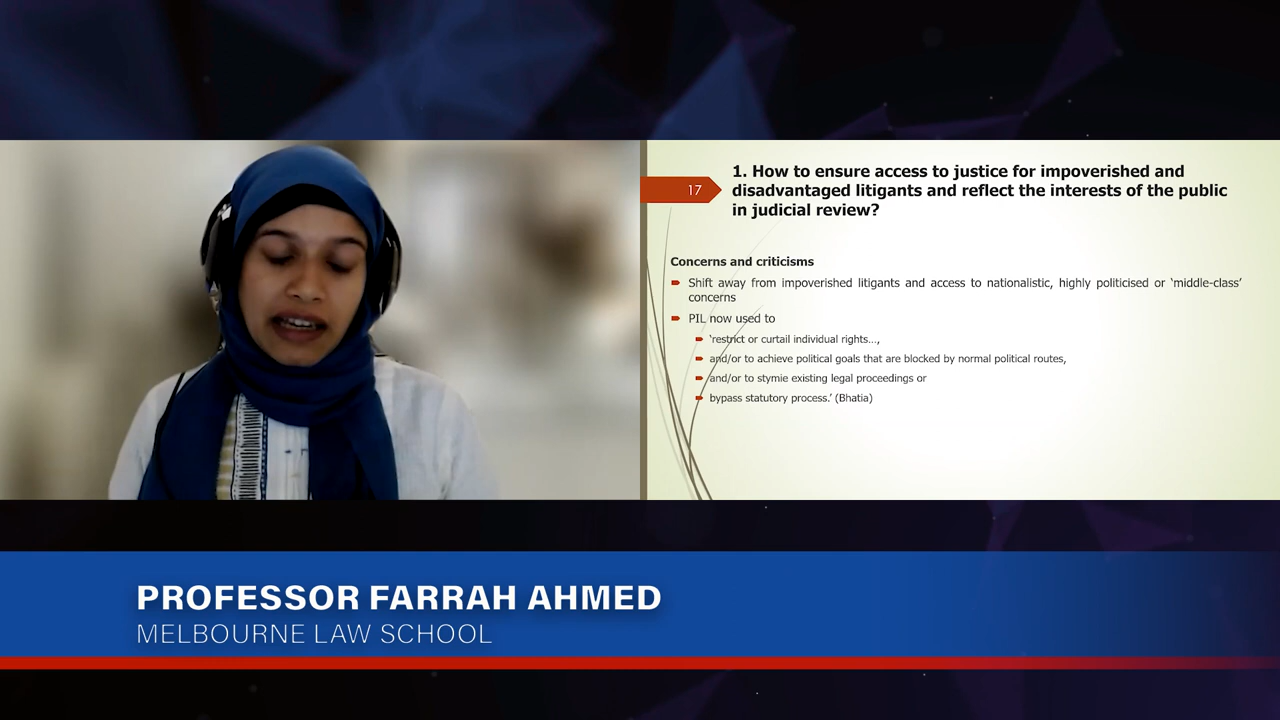 17
1. How to ensure access to justice for impoverished and
disadvantaged litigants and reflect the interests of the public
in judicial review?
Concerns and criticisms
Shift away from impoverished litigants and access to nationalistic, highly politicised or ‘middle-class’
concerns
PIL now used to
‘restrict or curtail individual rights…,
and/or to achieve political goals that are blocked by normal political routes,
and/or to stymie existing legal proceedings or
bypass statutory process.’ (Bhatia)
PROFESSOR FARRAH AHMED
MELBOURNE LAW SCHOOL